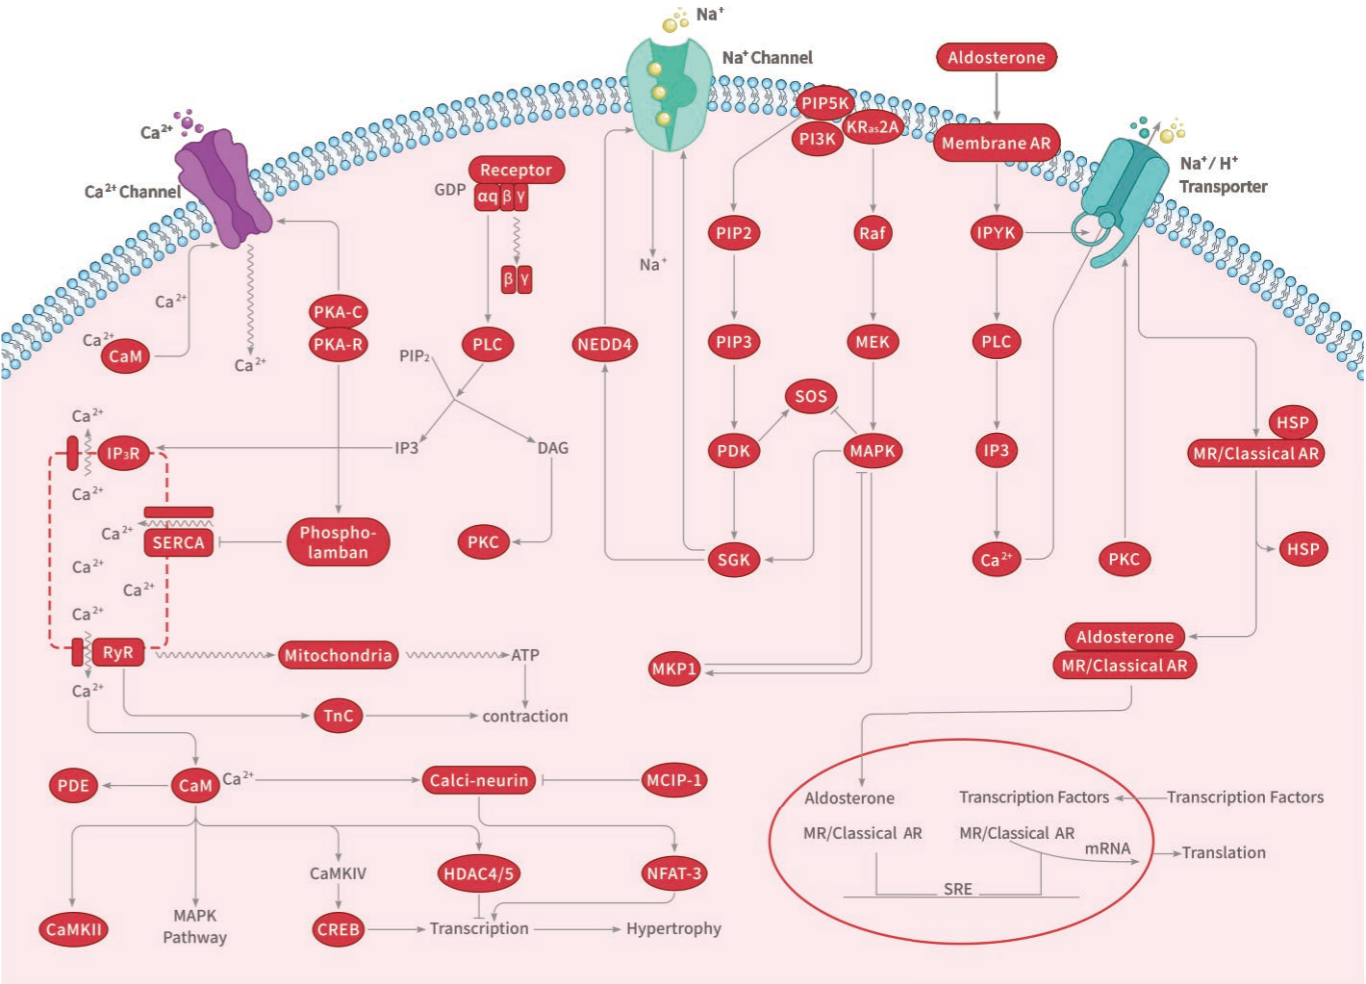 Na⁺
Na⁺ Channel
Aldosterone
PIP5K
PI3K
KRas2A
Membrane AR
Na⁺/ H⁺
Transporter
Ca²⁺
Ca²⁺ Channel
Receptor
GDP
αq β γ
β γ
Na⁺
PIP2
Raf
IPYK
Ca²⁺
PKA-C
PKA-R
Ca²⁺
CaM
Ca²⁺
PIP₂
PLC
NEDD4
PIP3
MEK
PLC
SOS
Ca²⁺
IP₃R
IP3
DAG
PDK
MAPK
IP3
HSP
MR/Classical AR
Ca²⁺
Ca²⁺
SERCA
Phospho-
lamban
PKC
SGK
Ca²⁺
PKC
HSP
Ca²⁺
Ca²⁺
Ca²⁺
RyR
Mitochondria
ATP
MKP1
Aldosterone
MR/Classical AR
Ca²⁺
TnC
contraction
PDE
CaM
Ca²⁺
Calci-neurin
MCIP-1
Aldosterone
Transcription Factors
Transcription Factors
MR/Classical AR
MR/Classical AR
mRNA
Translation
SRE
CaMKIV
HDAC4/5
NFAT-3
CaMKII
MAPK
Pathway
CREB
Transcription
Hypertrophy